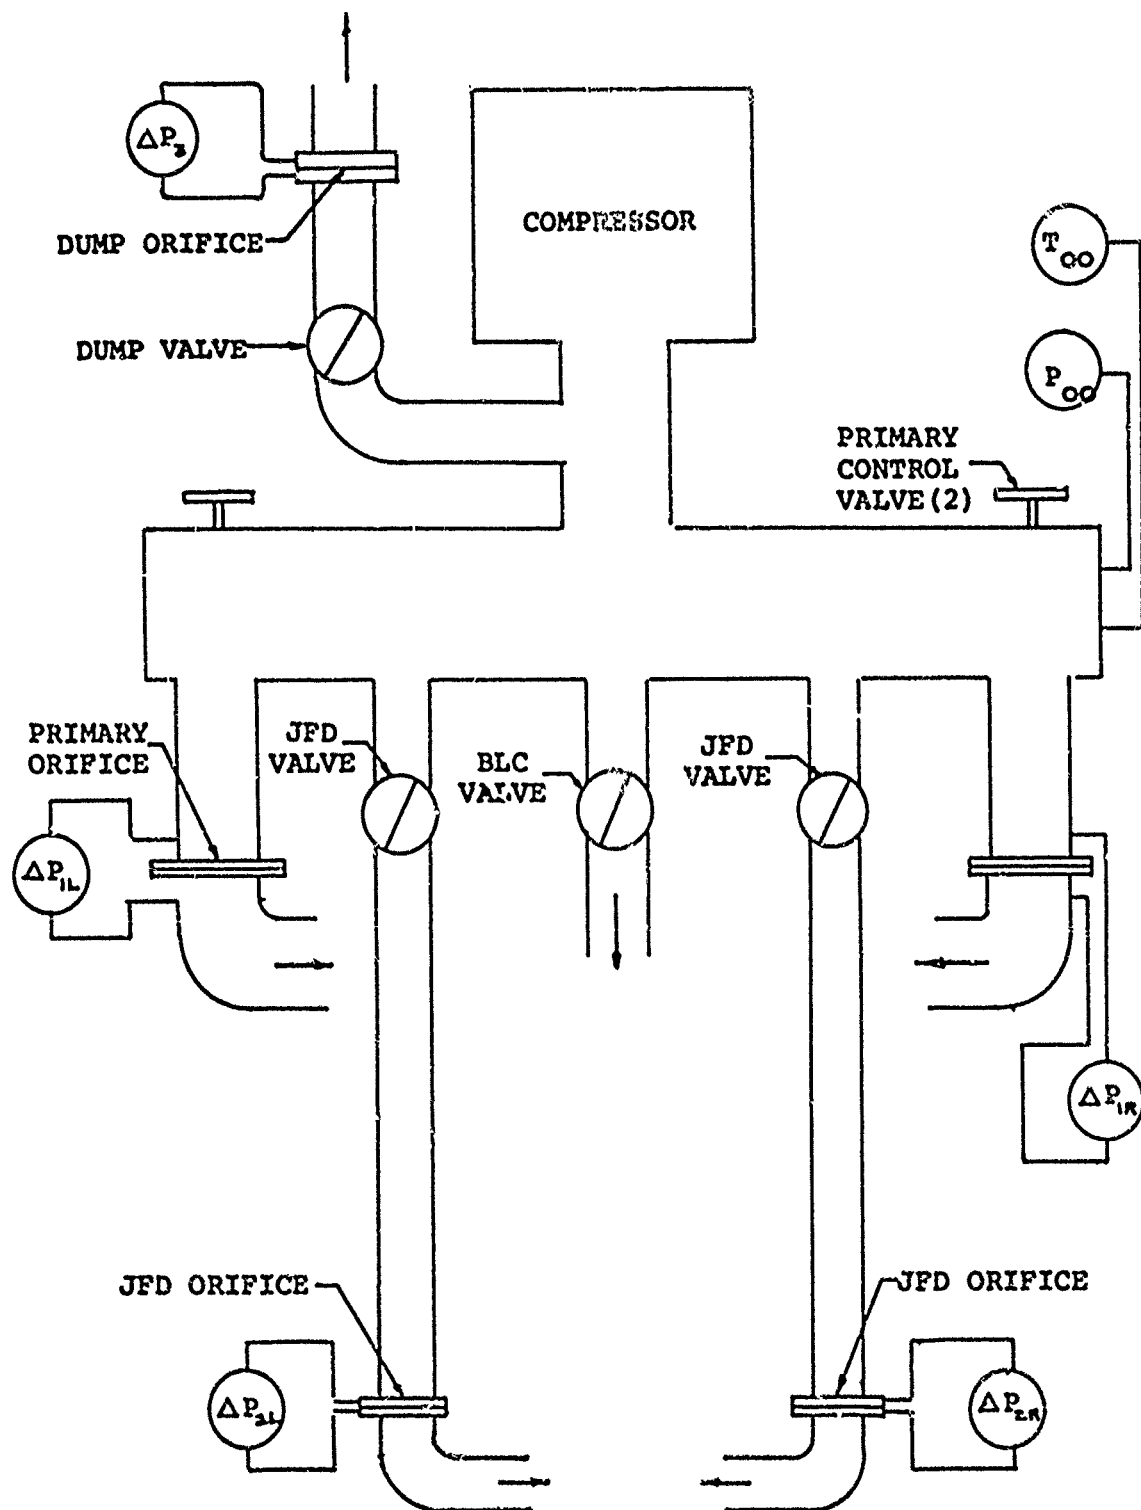 ΔP₃
DUMP ORIFICE
COMPRESSOR
T₀₀
DUMP VALVE
P₀₀
PRIMARY
CONTROL
VALVE (2)
PRIMARY
ORIFICE
JFD
VALVE
BLC
VALVE
JFD
VALVE
ΔP₁L
ΔP₁R
JFD ORIFICE
JFD ORIFICE
ΔP₂L
ΔP₂R